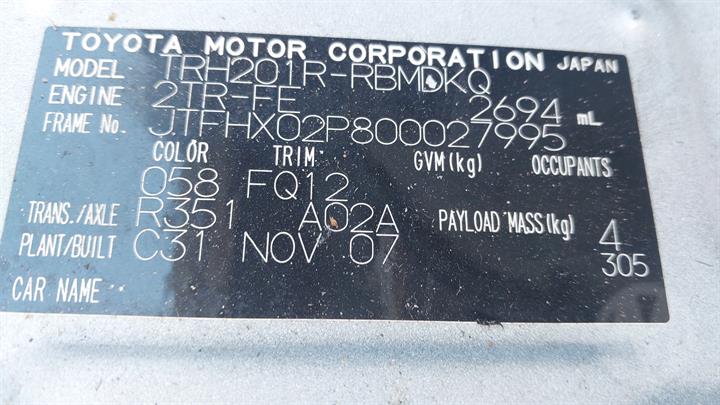 TOYOTA MOTOR CORPORATION JAPAN
MODEL TRH201R-RBMDKQ
ENGINE 2TR-FE 2694 mL
FRAME No. JTFHX02P800027995
COLOR TRIM GVM(kg) OCCUPANTS
058 FQ12
TRANS./AXLE R351 A02A PAYLOAD MASS(kg) 4
PLANT/BUILT C31 NOV 07 305
CAR NAME